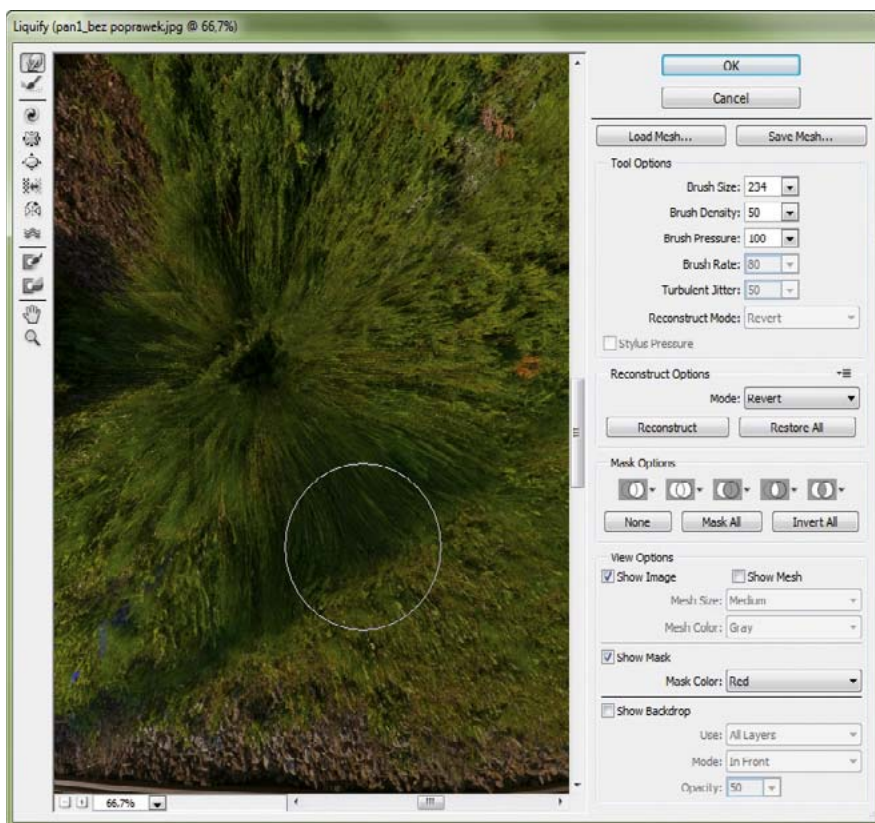 Liquify (pan1_bez poprawek.jpg @ 66,7%)
OK
Cancel
Load Mesh...
Save Mesh...
Tool Options
Brush Size: 234
Brush Density: 50
Brush Pressure: 100
Brush Rate: 80
Turbulent Jitter: 50
Reconstruct Mode: Revert
Stylus Pressure
Reconstruct Options
Mode: Revert
Reconstruct
Restore All
Mask Options
None
Mask All
Invert All
View Options
Show Image
Show Mesh
Mesh Size: Medium
Mesh Color: Gray
Show Mask
Mask Color: Red
Show Backdrop
Use: All Layers
Mode: In Front
Opacity: 50
66,7%